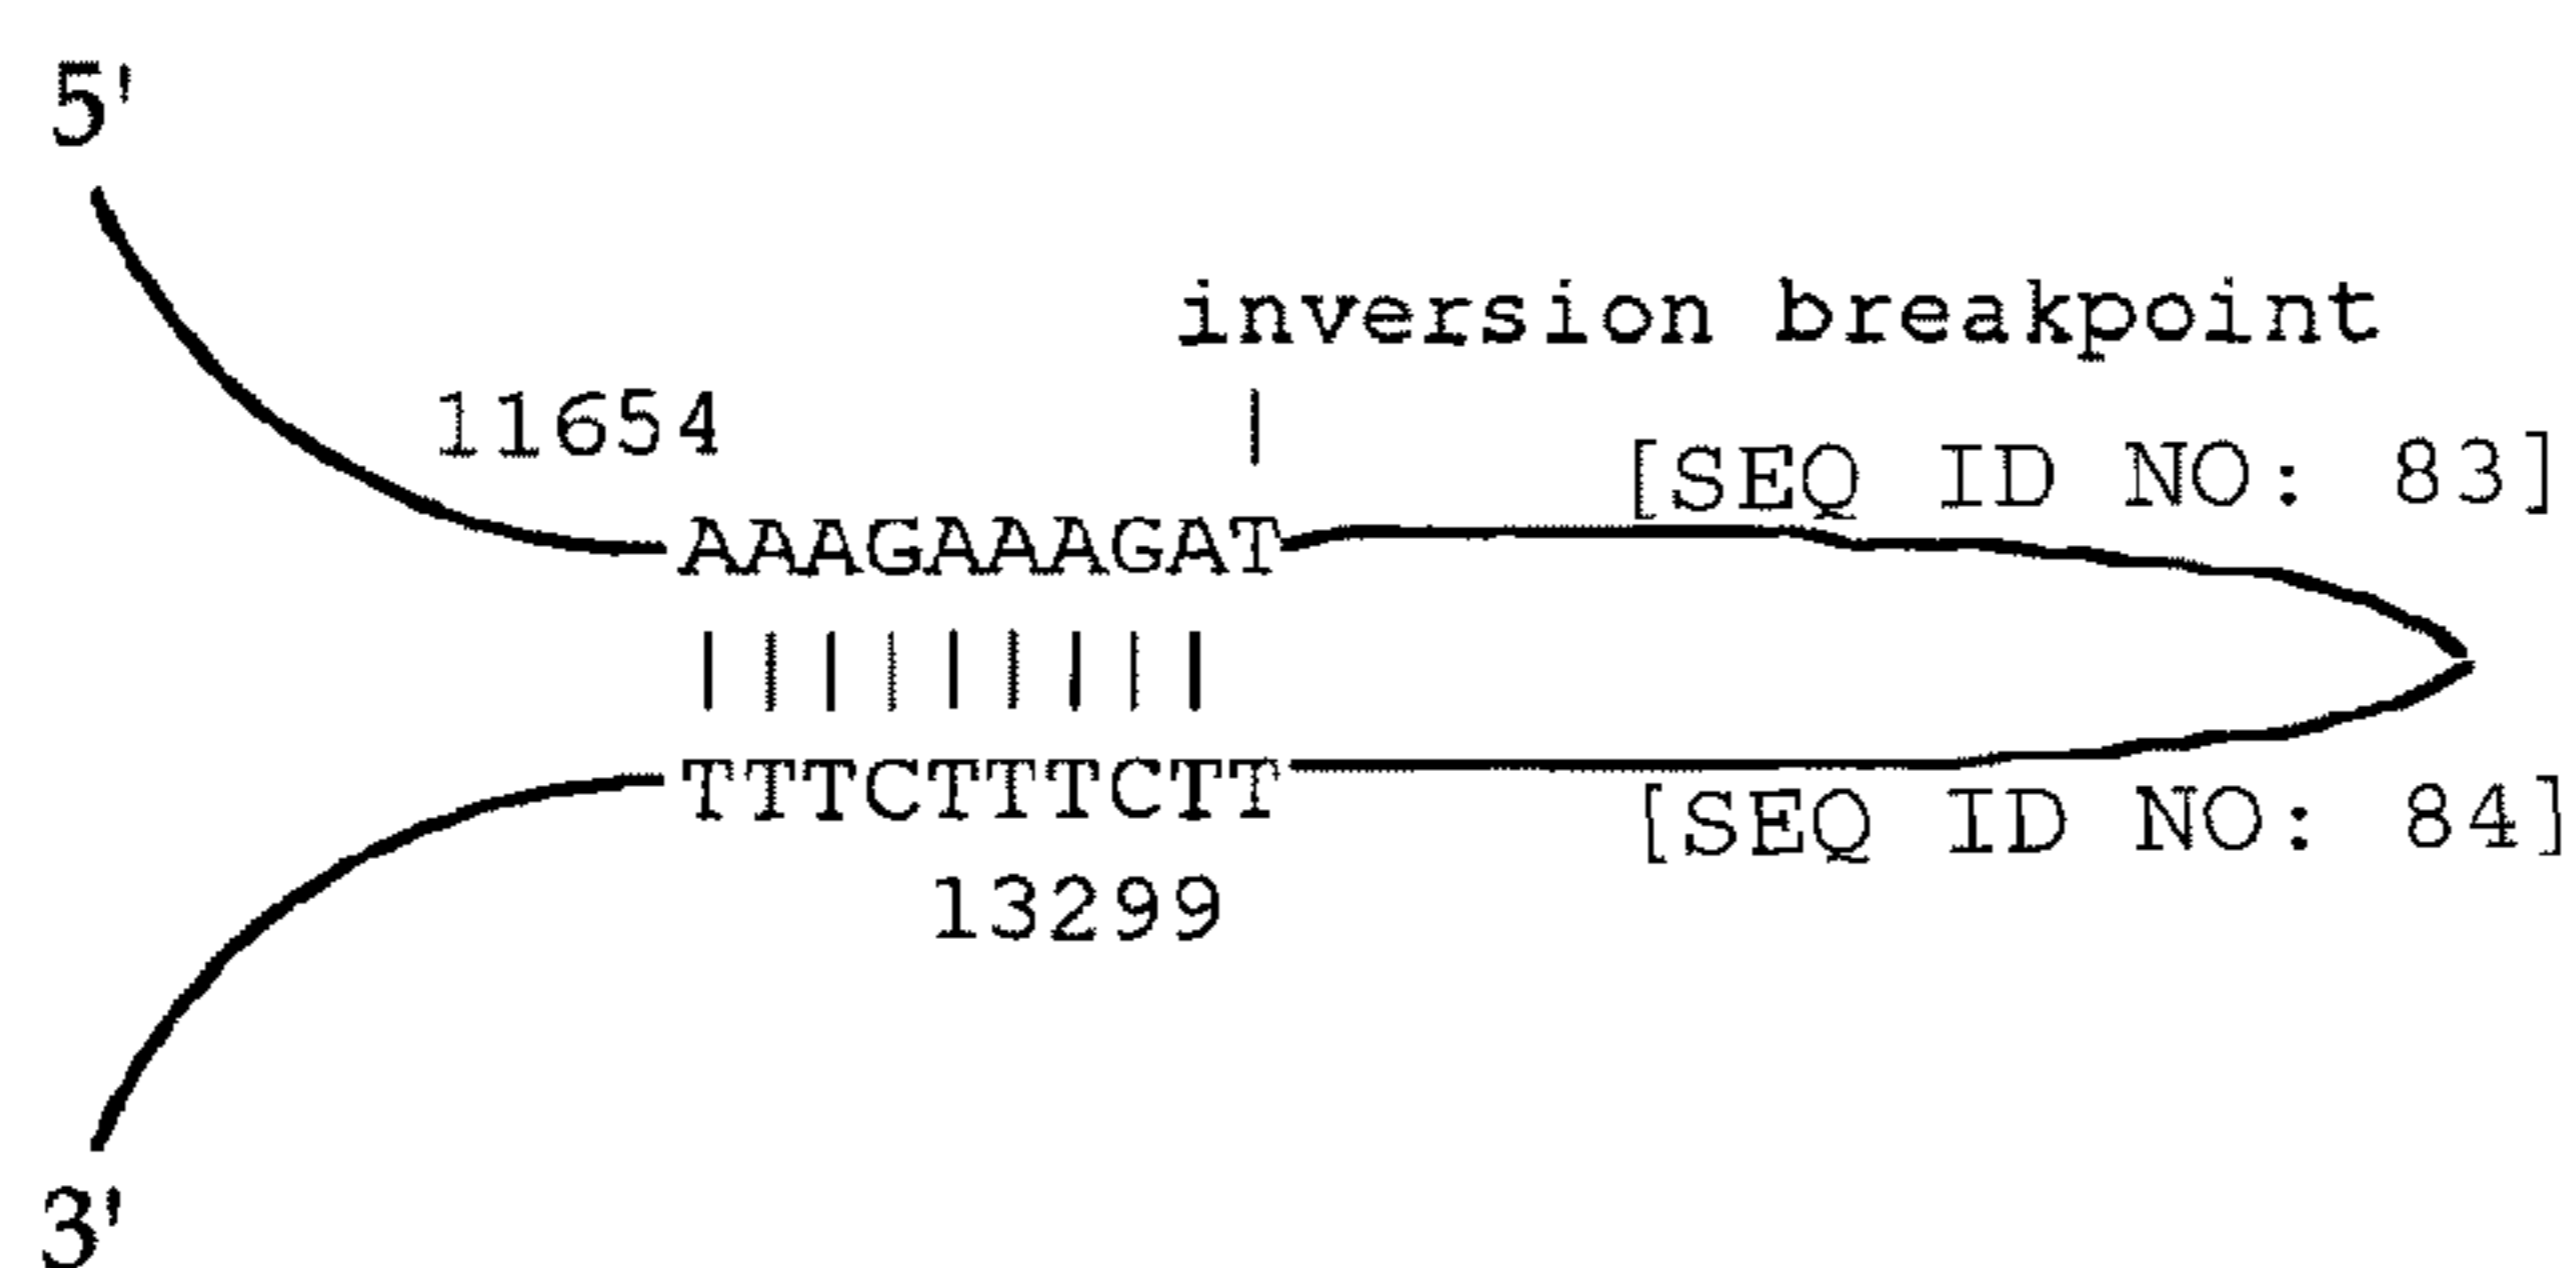 5'
inversion breakpoint
11654
[SEQ ID NO: 83]
AAAGAAAGAT
TTTCTTTCTT
[SEQ ID NO: 84]
13299
3'